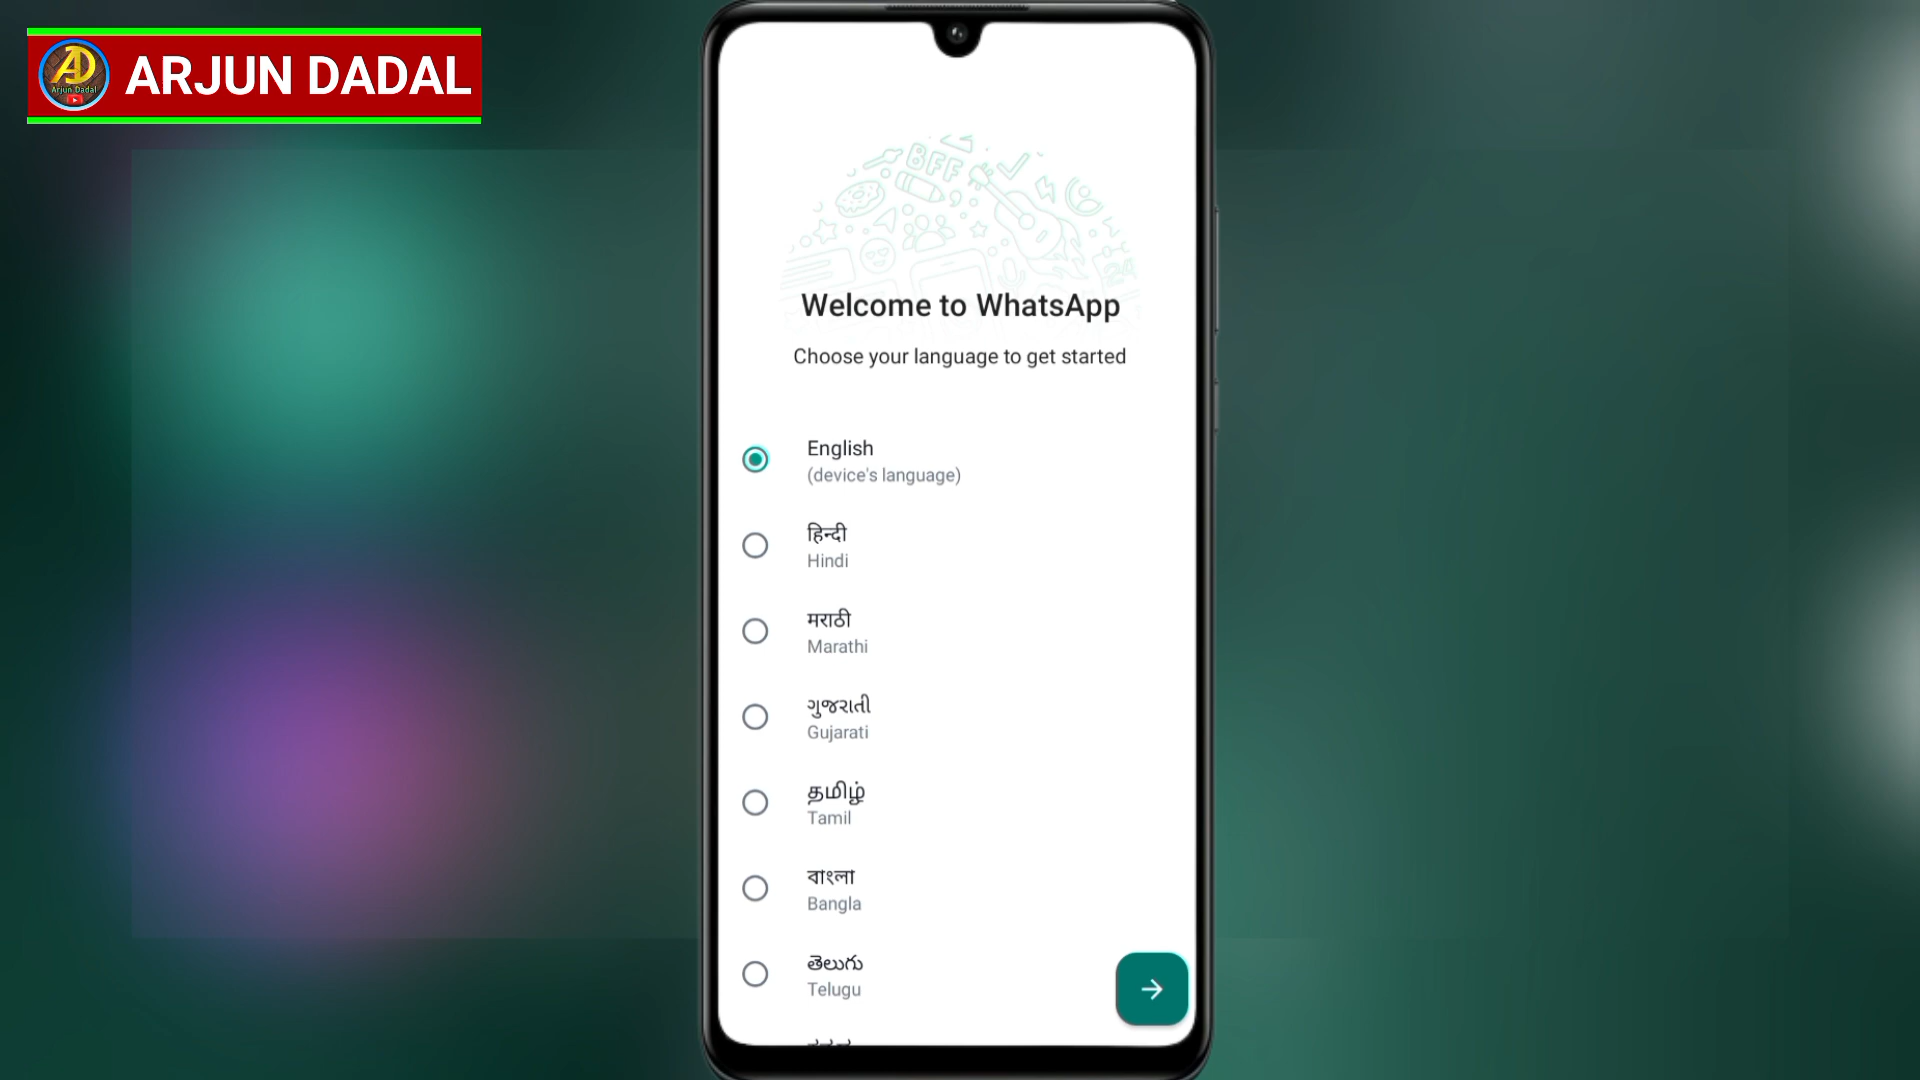 ARJUN DADAL
Arjun Dadal
BFF
Welcome to WhatsApp
Choose your language to get started
English
(device's language)
हिन्दी
Hindi
मराठी
Marathi
ગુજરાતી
Gujarati
தமிழ்
Tamil
বাংলা
Bangla
తెలుగు
Telugu